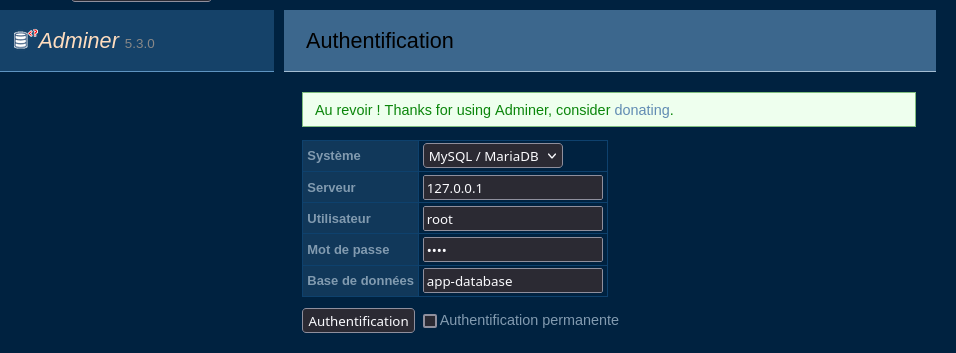 Adminer 5.3.0
Authentification
Au revoir ! Thanks for using Adminer, consider donating.
Système MySQL / MariaDB
Serveur 127.0.0.1
Utilisateur root
Mot de passe ••••
Base de données app-database
Authentification Authentification permanente